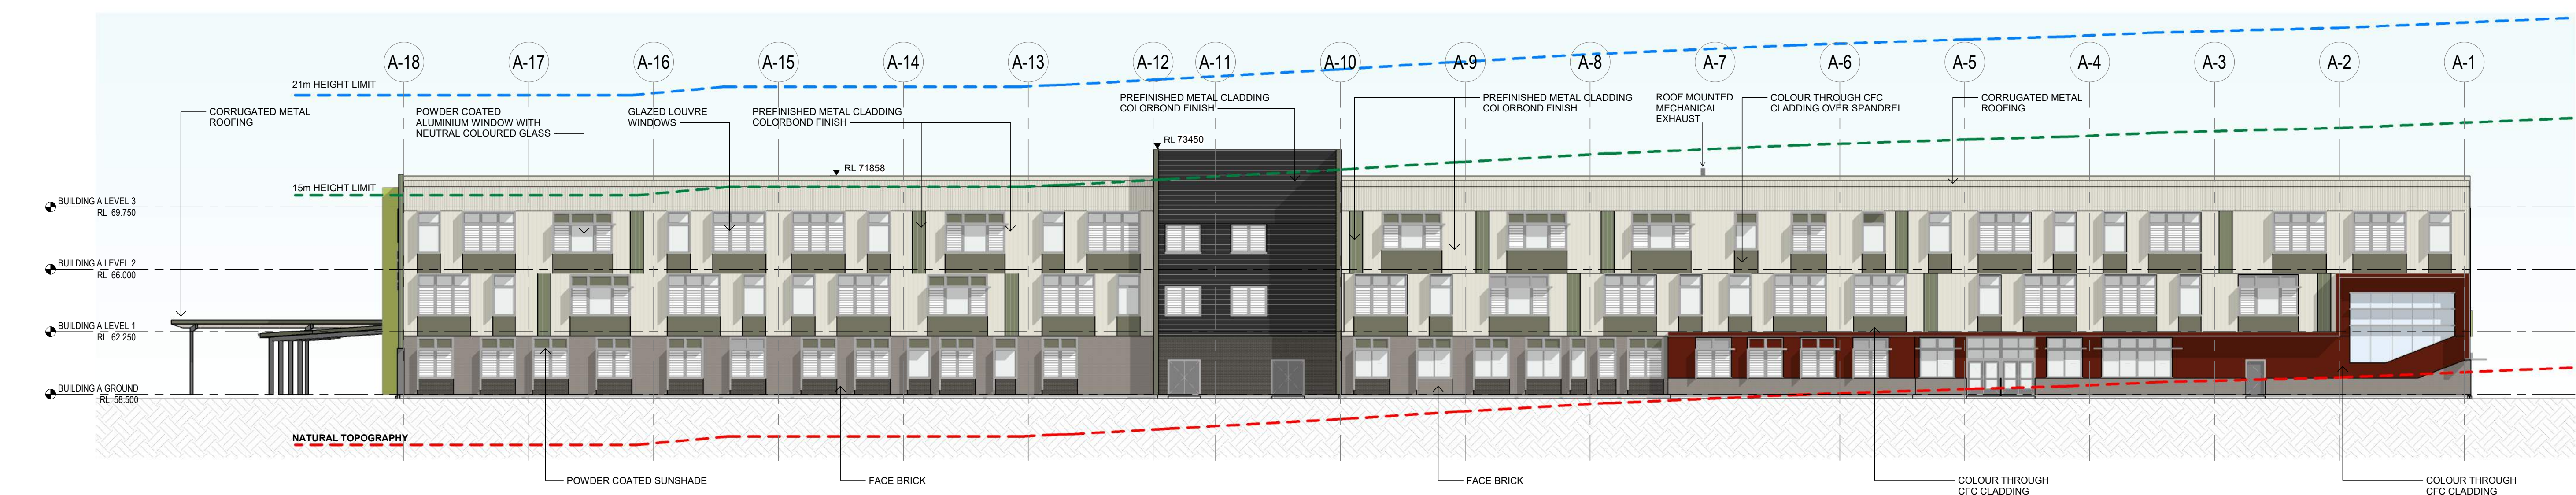 A-18
A-17
A-16
A-15
A-14
A-13
A-12
A-11
A-10
A-9
A-8
A-7
A-6
A-5
A-4
A-3
A-2
A-1
21m HEIGHT LIMIT
CORRUGATED METAL
ROOFING
POWDER COATED
ALUMINIUM WINDOW WITH
NEUTRAL COLOURED GLASS
GLAZED LOUVRE
WINDOWS
PREFINISHED METAL CLADDING
COLORBOND FINISH
PREFINISHED METAL CLADDING
COLORBOND FINISH
PREFINISHED METAL CLADDING
COLORBOND FINISH
ROOF MOUNTED
MECHANICAL
EXHAUST
COLOUR THROUGH CFC
CLADDING OVER SPANDREL
CORRUGATED METAL
ROOFING
RL 73450
RL 71858
15m HEIGHT LIMIT
BUILDING A LEVEL 3
RL 69.750
BUILDING A LEVEL 2
RL 66.000
BUILDING A LEVEL 1
RL 62.250
BUILDING A GROUND
RL 58.500
NATURAL TOPOGRAPHY
POWDER COATED SUNSHADE
FACE BRICK
FACE BRICK
COLOUR THROUGH
CFC CLADDING
COLOUR THROUGH
CFC CLADDING